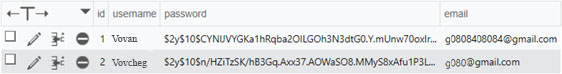 ←T→ id username password email
1 Vovan $2y$10$CYNlUVYGKa1hRqba2OlLGOh3N3dtG0.Y.mUnw70oxlr... g0808408084@gmail.com
2 Vovcheg $2y$10$n/HZiTzSK/hB3Gq.Axx37.AOWaSO8.MMyS8xAfu1P3L... g080@gmail.com